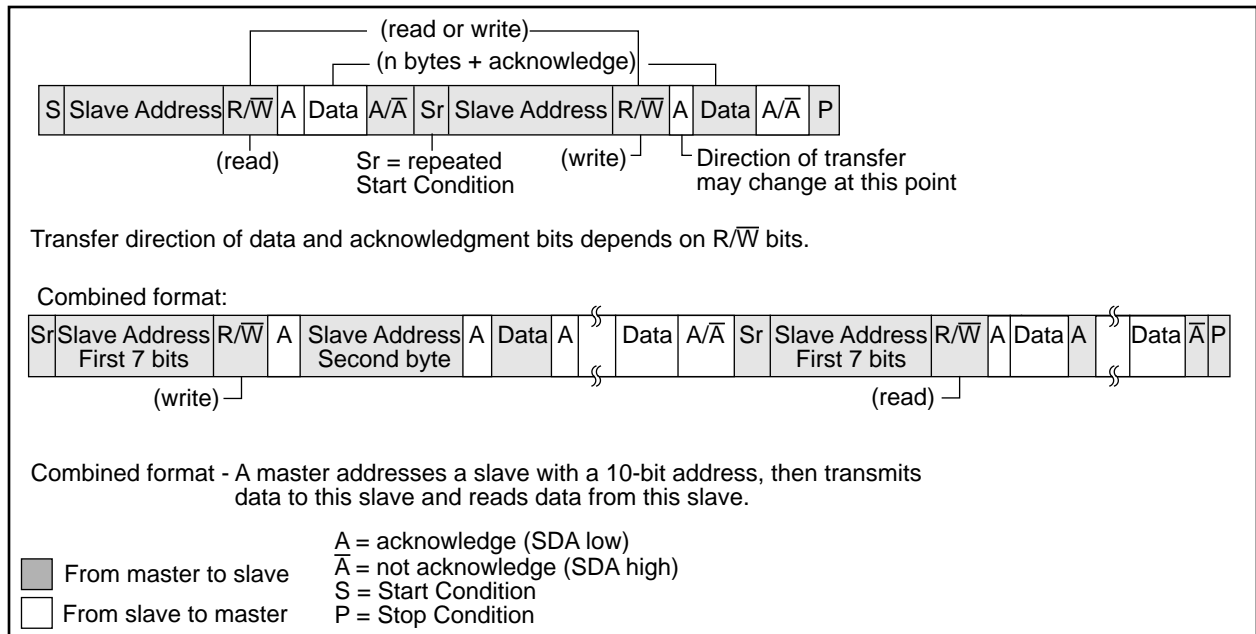 (read or write)
(n bytes + acknowledge)
S Slave Address R/W̅ A Data A/A̅ Sr Slave Address R/W̅ A Data A/A̅ P
(read) Sr = repeated (write) Direction of transfer
Start Condition may change at this point
Transfer direction of data and acknowledgment bits depends on R/W̅ bits.
Combined format:
Sr Slave Address R/W̅ A Slave Address A Data A Data A/A̅ Sr Slave Address R/W̅ A Data A Data A̅ P
First 7 bits Second byte First 7 bits
(write) (read)
Combined format - A master addresses a slave with a 10-bit address, then transmits
data to this slave and reads data from this slave.
A = acknowledge (SDA low)
A̅ = not acknowledge (SDA high)
From master to slave
S = Start Condition
From slave to master
P = Stop Condition